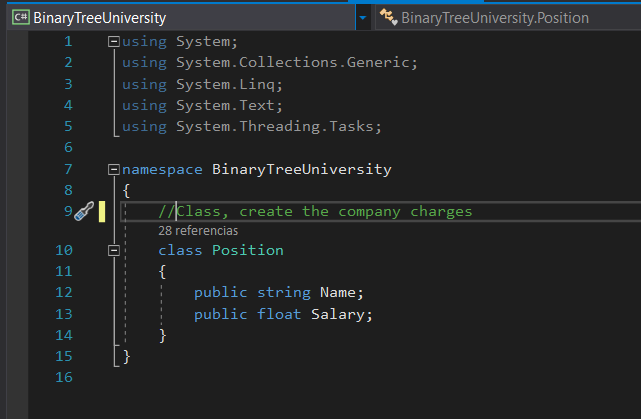 C# BinaryTreeUniversity BinaryTreeUniversity.Position
1 using System;
2 using System.Collections.Generic;
3 using System.Linq;
4 using System.Text;
5 using System.Threading.Tasks;
6
7 namespace BinaryTreeUniversity
8 {
9 //Class, create the company charges
28 referencias
10 class Position
11 {
12 public string Name;
13 public float Salary;
14 }
15 }
16